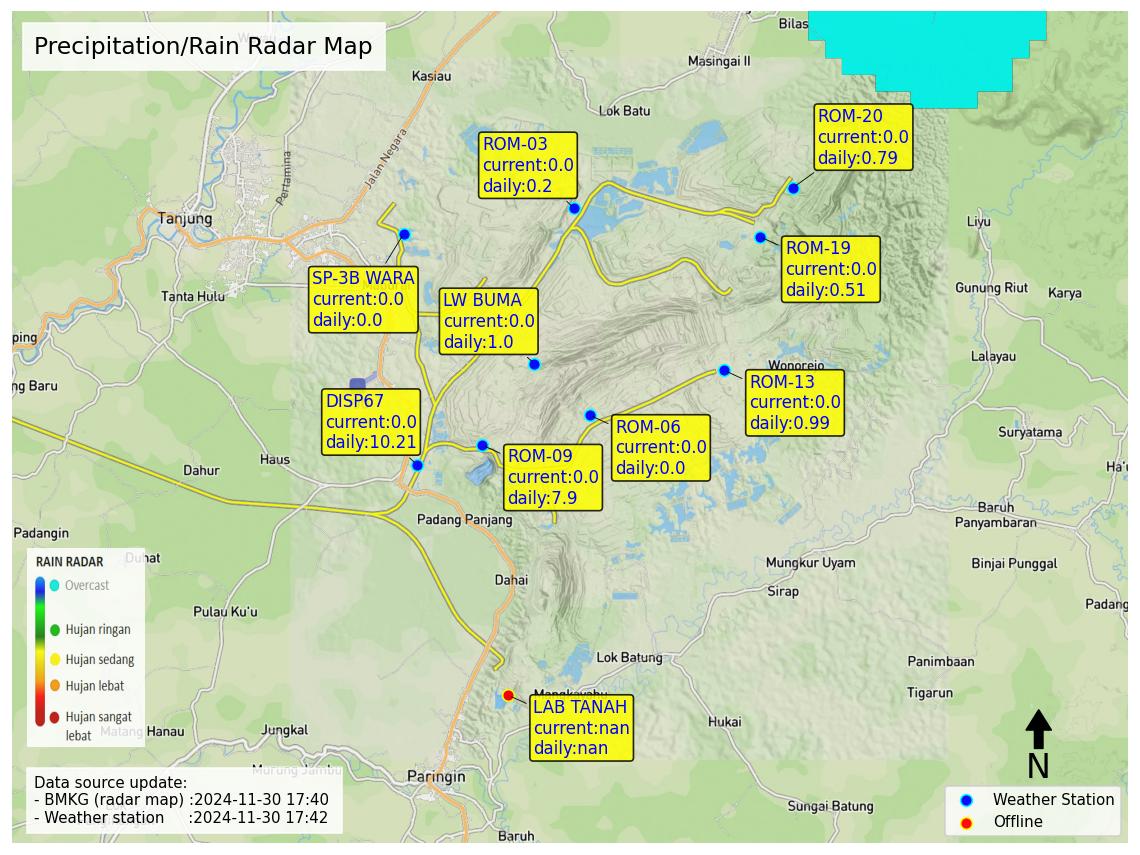 Precipitation/Rain Radar Map
Bilas
Masingai II
Kasiau
Lok Batu
Jalan Negara
Pertamina
Tanjung
Tanta Hulu
ping
ng Baru
ROM-03
current:0.0
daily:0.2
ROM-20
current:0.0
daily:0.79
ROM-19
current:0.0
daily:0.51
SP-3B WARA
current:0.0
daily:0.0
LW BUMA
current:0.0
daily:1.0
Liyu
Gunung Riut
Karya
Lalayau
Wonorejo
ROM-13
current:0.0
daily:0.99
DISP67
current:0.0
daily:10.21
ROM-06
current:0.0
daily:0.0
ROM-09
current:0.0
daily:7.9
Suryatama
Haus
Dahur
Ha'u
Baruh
Panyambaran
Padang Panjang
Padangin
Duhat
Binjai Punggal
Mungkur Uyam
Dahai
Sirap
Padang
Pulau Ku'u
Lok Batung
Panimbaan
Tigarun
Mangkayahu
LAB TANAH
current:nan
daily:nan
Hukai
Jungkal
Matang Hanau
Murung Jambu
Paringin
Sungai Batung
Baruh
RAIN RADAR
Overcast
Hujan ringan
Hujan sedang
Hujan lebat
Hujan sangat
lebat
Data source update:
- BMKG (radar map) :2024-11-30 17:40
- Weather station :2024-11-30 17:42
N
Weather Station
Offline